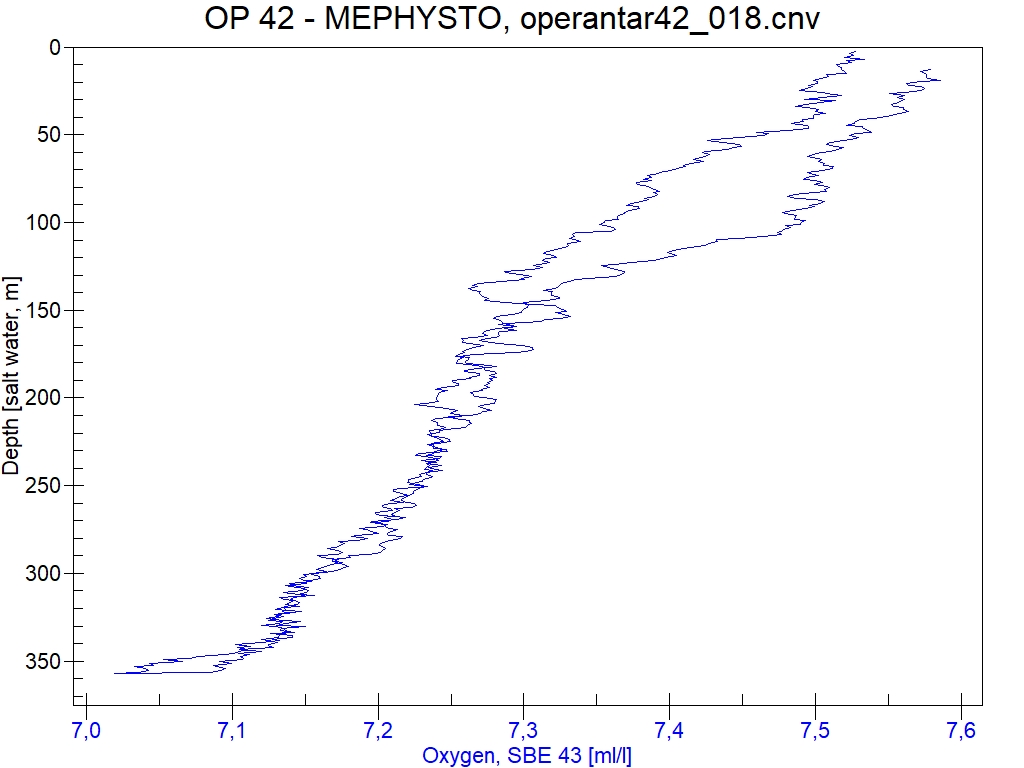 OP 42 - MEPHYSTO, operantar42_018.cnv
0
50
100
150
200
250
300
350
Depth [salt water, m]
7,0 7,1 7,2 7,3 7,4 7,5 7,6
Oxygen, SBE 43 [ml/l]